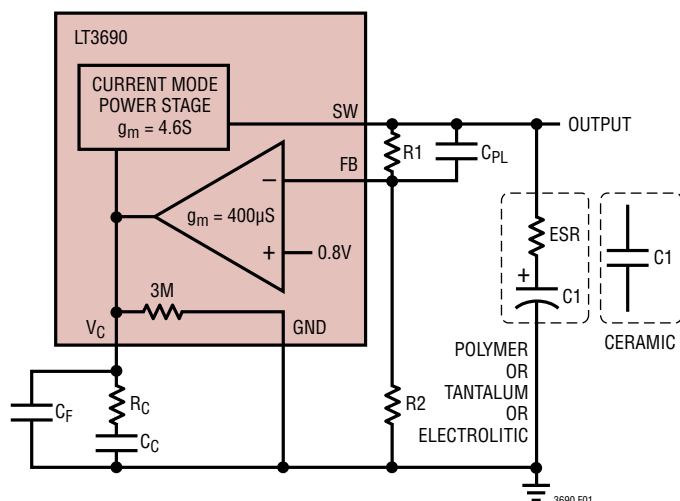 LT3690
CURRENT MODE
POWER STAGE
gm = 4.6S
SW
OUTPUT
R1
CPL
FB
−
gm = 400µS
+
0.8V
ESR
+
C1
C1
3M
VC
GND
CERAMIC
POLYMER
OR
TANTALUM
OR
ELECTROLITIC
CF
RC
R2
CC
3690 F01